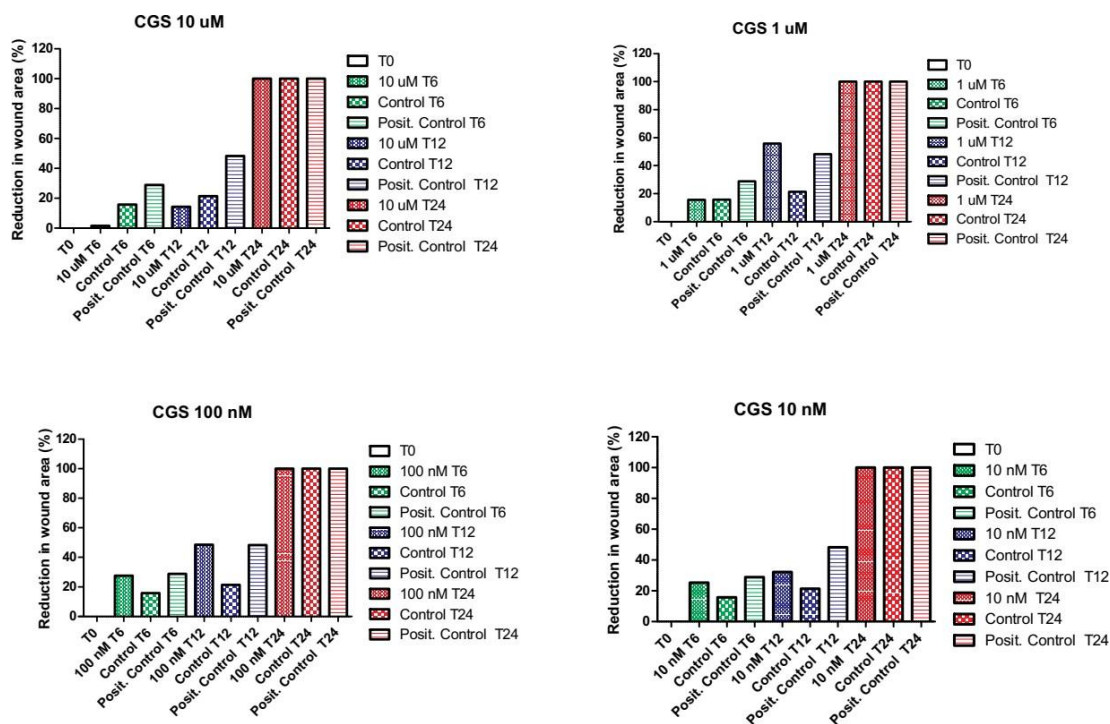 CGS 10 uM
Reduction in wound area (%)
120
100
80
60
40
20
0
T0
10 uM T6
Control T6
Posit. Control T6
10 uM T12
Control T12
Posit. Control T12
10 uM T24
Control T24
Posit. Control T24
T0
10 uM T6
Control T6
Posit. Control T6
10 uM T12
Control T12
Posit. Control T12
10 uM T24
Control T24
Posit. Control T24
CGS 1 uM
Reduction in wound area (%)
120
100
80
60
40
20
0
T0
1 uM T6
Control T6
Posit. Control T6
1 uM T12
Control T12
Posit. Control T12
1 uM T24
Control T24
Posit. Control T24
T0
1 uM T6
Control T6
Posit. Control T6
1 uM T12
Control T12
Posit. Control T12
1 uM T24
Control T24
Posit. Control T24
CGS 100 nM
Reduction in wound area (%)
120
100
80
60
40
20
0
T0
100 nM T6
Control T6
Posit. Control T6
100 nM T12
Control T12
Posit. Control T12
100 nM T24
Control T24
Posit. Control T24
T0
100 nM T6
Control T6
Posit. Control T6
100 nM T12
Control T12
Posit. Control T12
100 nM T24
Control T24
Posit. Control T24
CGS 10 nM
Reduction in wound area (%)
120
100
80
60
40
20
0
T0
10 nM T6
Control T6
Posit. Control T6
10 nM T12
Control T12
Posit. Control T12
10 nM T24
Control T24
Posit. Control T24
T0
10 nM T6
Control T6
Posit. Control T6
10 nM T12
Control T12
Posit. Control T12
10 nM T24
Control T24
Posit. Control T24